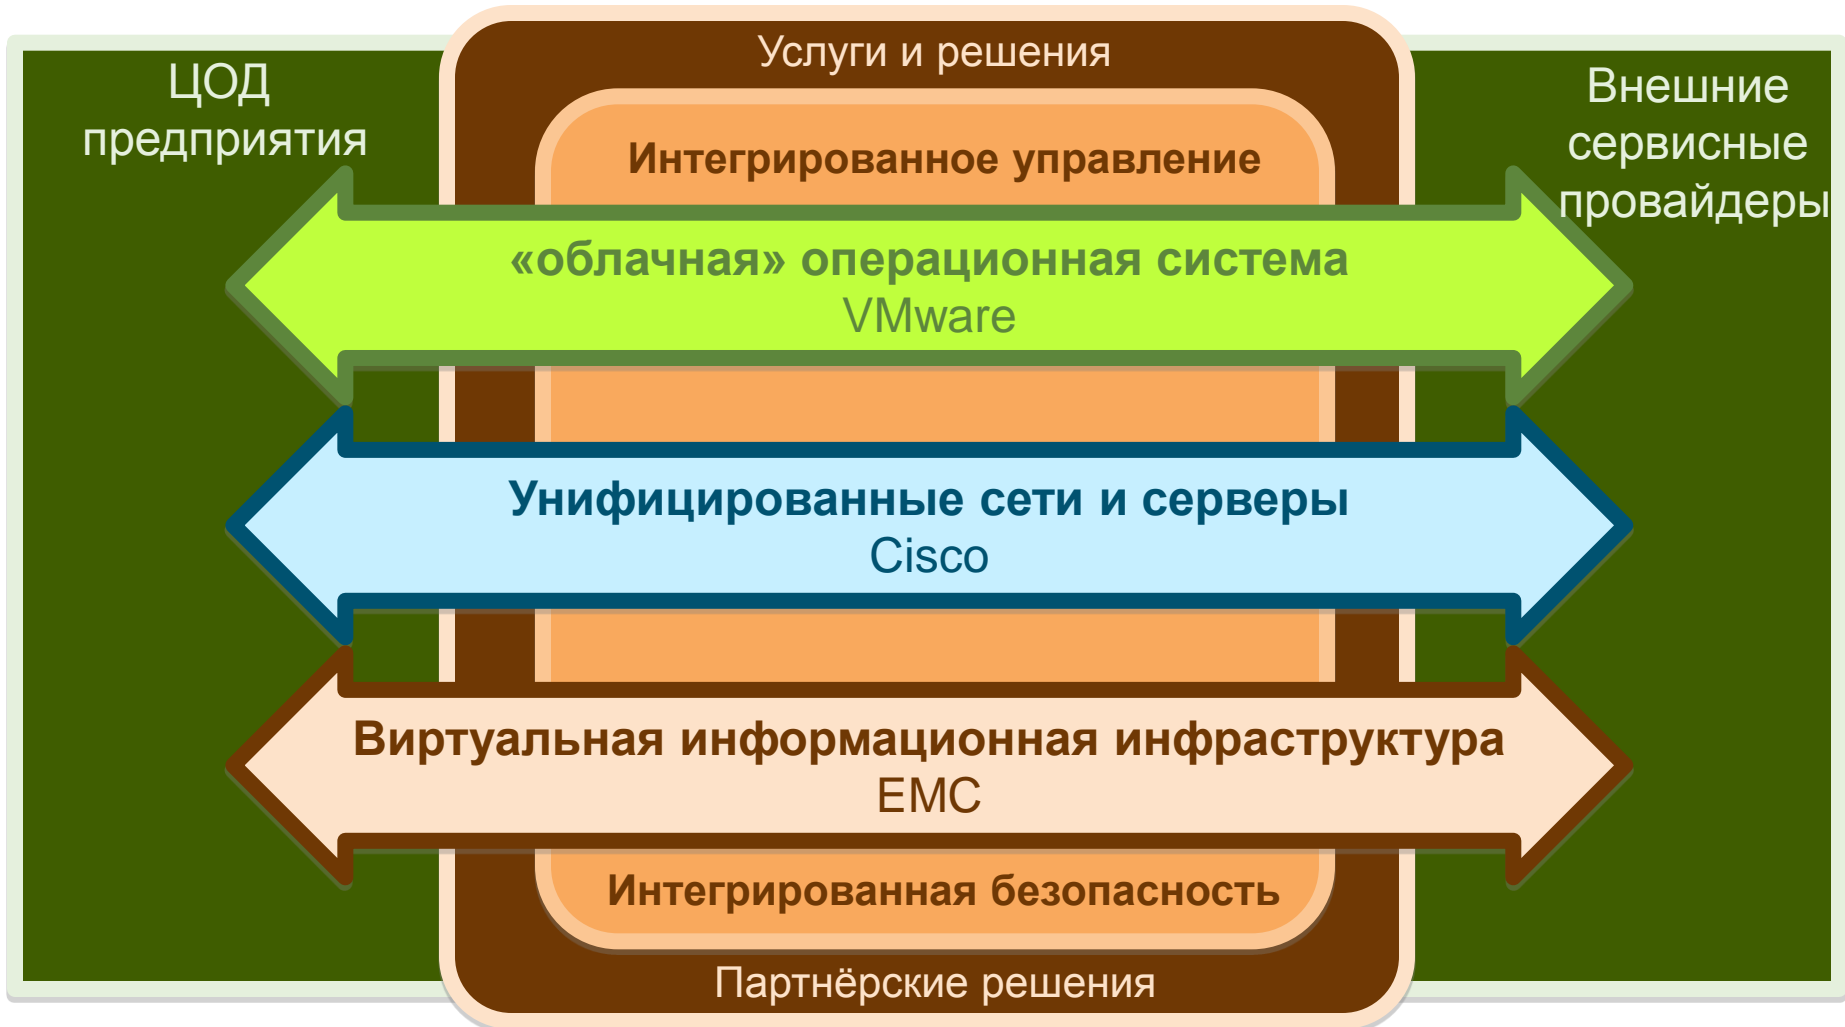 Услуги и решения
ЦОД
предприятия
Внешние
сервисные
провайдеры
Интегрированное управление
«облачная» операционная система
VMware
Унифицированные сети и серверы
Cisco
Виртуальная информационная инфраструктура
EMC
Интегрированная безопасность
Партнёрские решения